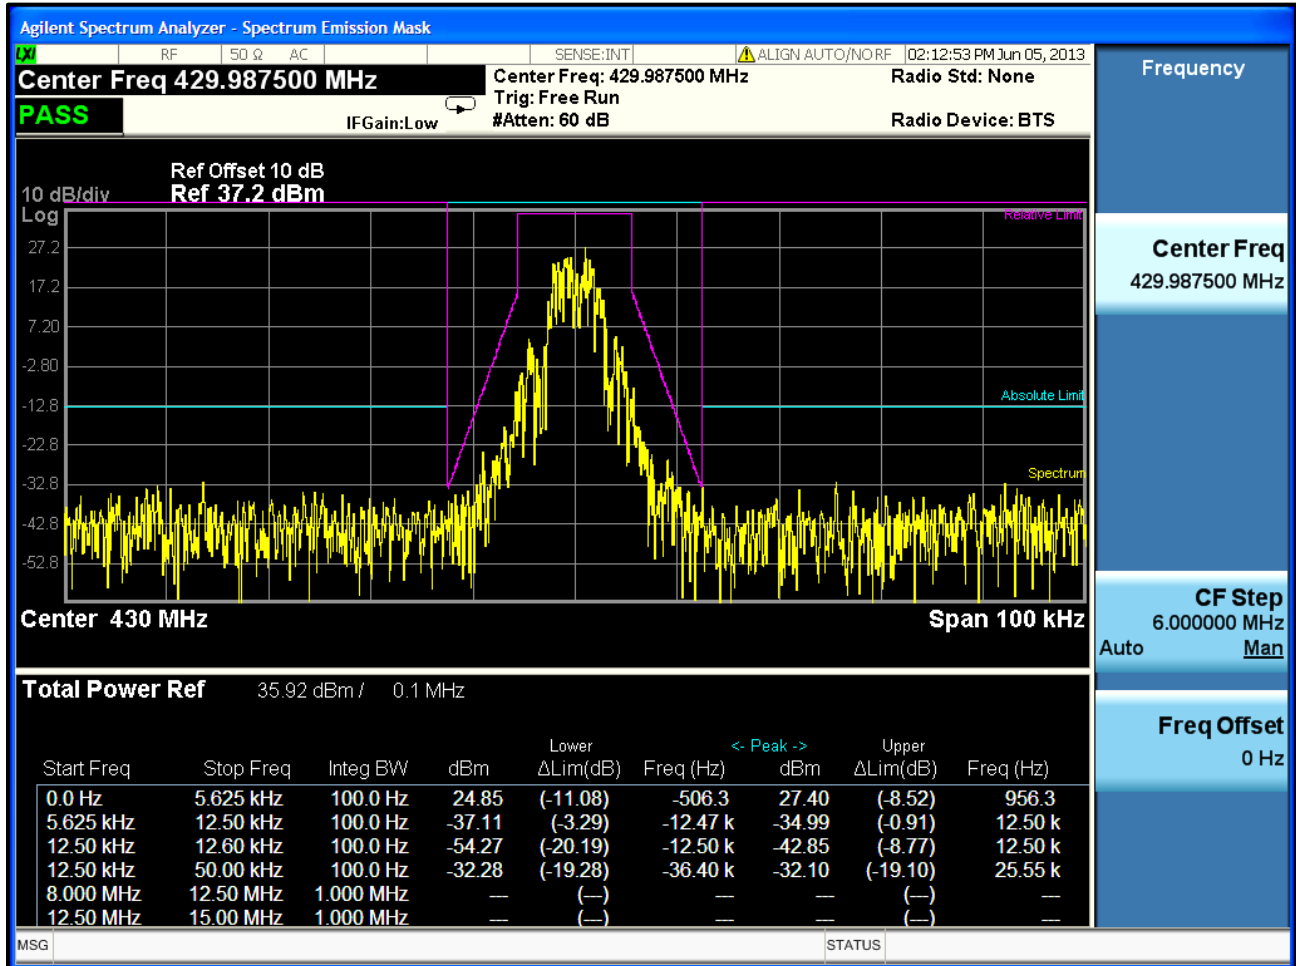 Agilent Spectrum Analyzer - Spectrum Emission Mask
LXI RF 50 Ω AC SENSE:INT ALIGN AUTO/NO RF 02:12:53 PM Jun 05, 2013
Center Freq 429.987500 MHz
Center Freq: 429.987500 MHz Radio Std: None
Trig: Free Run
PASS IFGain:Low #Atten: 60 dB Radio Device: BTS
Ref Offset 10 dB
10 dB/div Ref 37.2 dBm
Log
Relative Limit
27.2
17.2
7.20
-2.80
-12.8
Absolute Limit
-22.8
-32.8
Spectrum
-42.8
-52.8
Center 430 MHz Span 100 kHz
Total Power Ref 35.92 dBm / 0.1 MHz
Lower <- Peak -> Upper
Start Freq Stop Freq Integ BW dBm ΔLim(dB) Freq (Hz) dBm ΔLim(dB) Freq (Hz)
0.0 Hz 5.625 kHz 100.0 Hz 24.85 (-11.08) -506.3 27.40 (-8.52) 956.3
5.625 kHz 12.50 kHz 100.0 Hz -37.11 (-3.29) -12.47 k -34.99 (-0.91) 12.50 k
12.50 kHz 12.60 kHz 100.0 Hz -54.27 (-20.19) -12.50 k -42.85 (-8.77) 12.50 k
12.50 kHz 50.00 kHz 100.0 Hz -32.28 (-19.28) -36.40 k -32.10 (-19.10) 25.55 k
8.000 MHz 12.50 MHz 1.000 MHz --- (---) --- --- (---) ---
12.50 MHz 15.00 MHz 1.000 MHz --- (---) --- --- (---) ---
MSG STATUS
Frequency
Center Freq
429.987500 MHz
CF Step
6.000000 MHz
Auto Man
Freq Offset
0 Hz